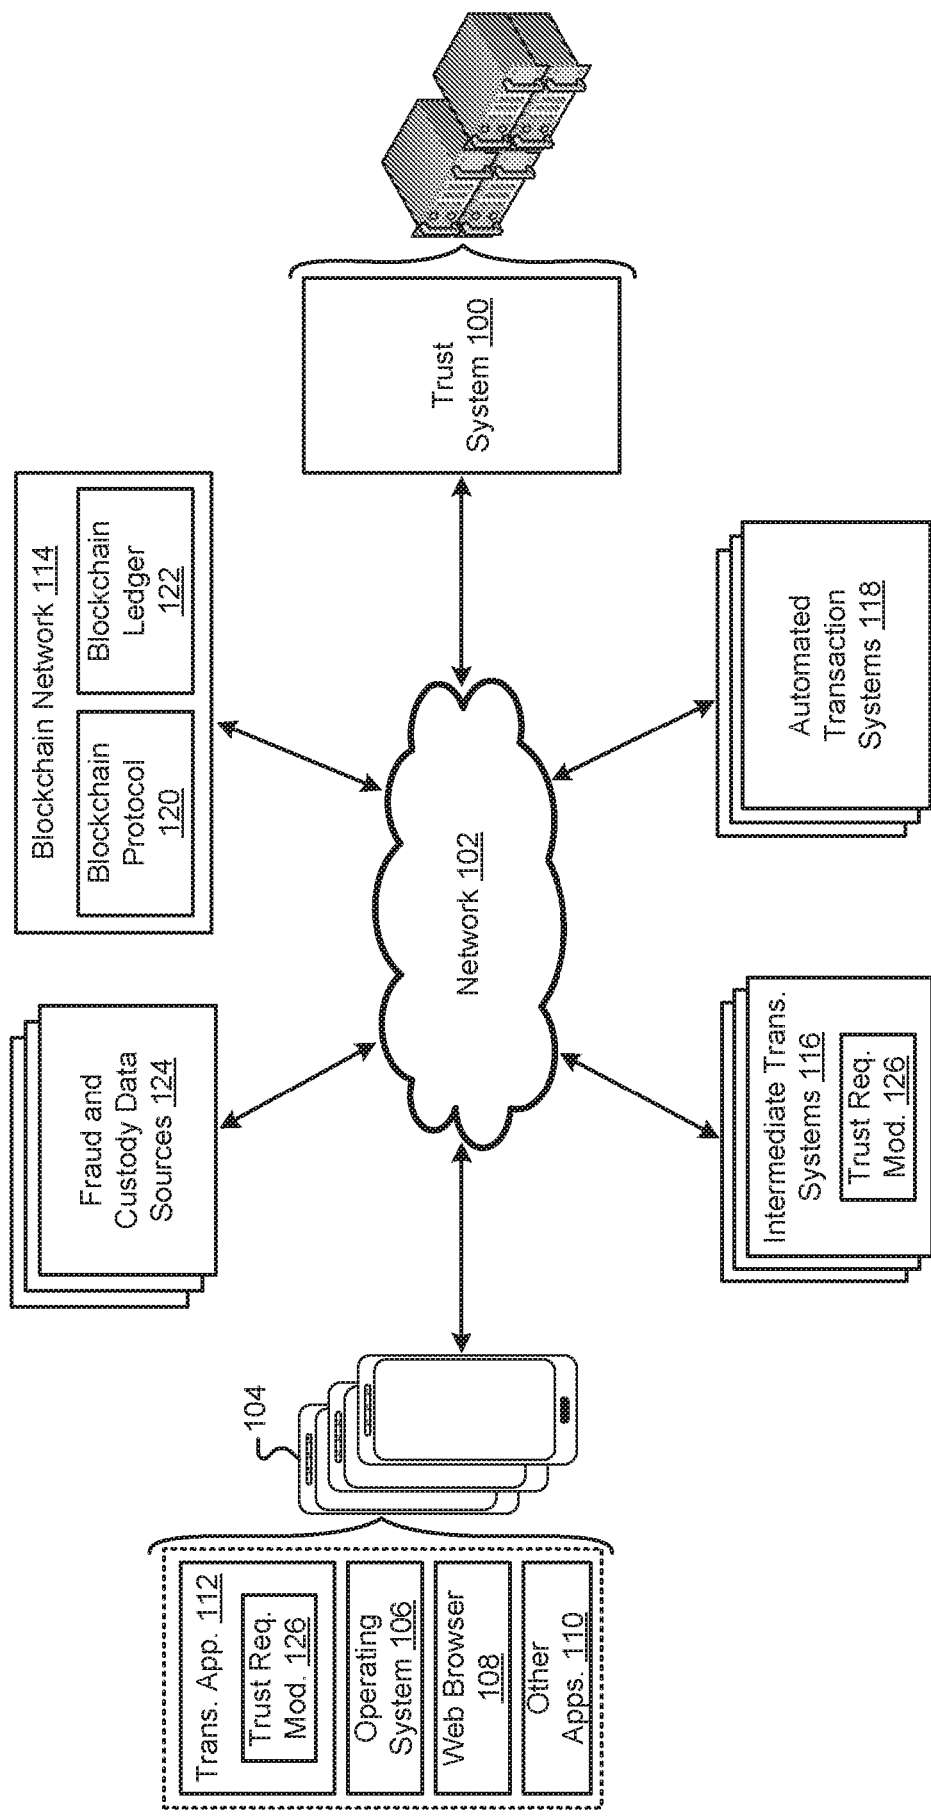 104
Trans. App. 112
Trust Req.
Mod. 126
Operating
System 106
Web Browser
108
Other
Apps. 110
Fraud and
Custody Data
Sources 124
Blockchain Network 114
Blockchain
Protocol
120
Blockchain
Ledger
122
Network 102
Trust
System 100
Intermediate Trans.
Systems 116
Trust Req.
Mod. 126
Automated
Transaction
Systems 118